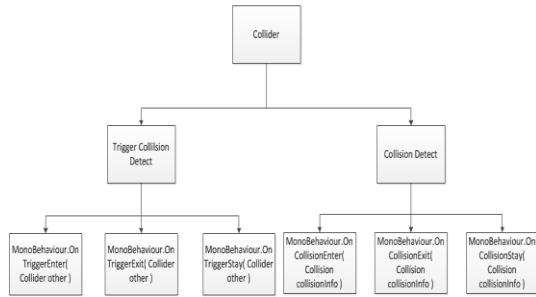 Collider
Trigger Colllsion
Detect
Collision Detect
MonoBehaviour.On
TriggerEnter(
Collider other )
MonoBehaviour.On
TriggerExit( Collider
other )
MonoBehaviour.On
TriggerStay( Collider
other )
MonoBehaviour.On
CollisionEnter(
Collision
collisionInfo )
MonoBehaviour.On
CollisionExit(
Collision
collisionInfo )
MonoBehaviour.On
CollisionStay(
Collision
collisionInfo )